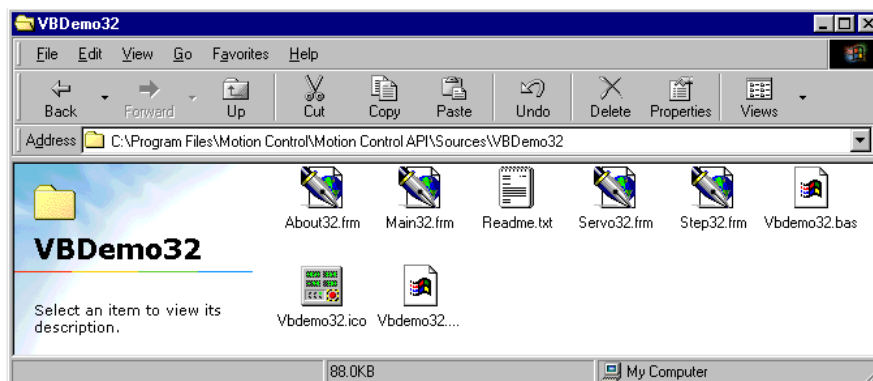 VBDemo32
File Edit View Go Favorites Help
Back Forward Up Cut Copy Paste Undo Delete Properties Views
Address C:\Program Files\Motion Control\Motion Control API\Sources\VBDemo32
About32.frm Main32.frm Readme.txt Servo32.frm Step32.frm Vbdemo32.bas
VBDemo32
Select an item to view its
description.
Vbdemo32.ico Vbdemo32....
88.0KB My Computer